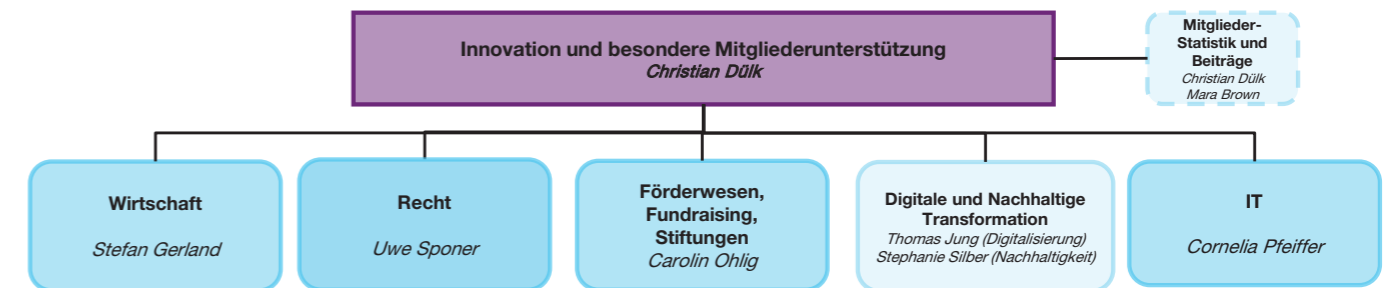 Innovation und besondere Mitgliederunterstützung
Christian Dülk
Mitglieder-
Statistik und
Beiträge
Christian Dülk
Mara Brown
Wirtschaft
Stefan Gerland
Recht
Uwe Sponer
Förderwesen,
Fundraising,
Stiftungen
Carolin Ohlig
Digitale und Nachhaltige
Transformation
Thomas Jung (Digitalisierung)
Stephanie Silber (Nachhaltigkeit)
IT
Cornelia Pfeiffer